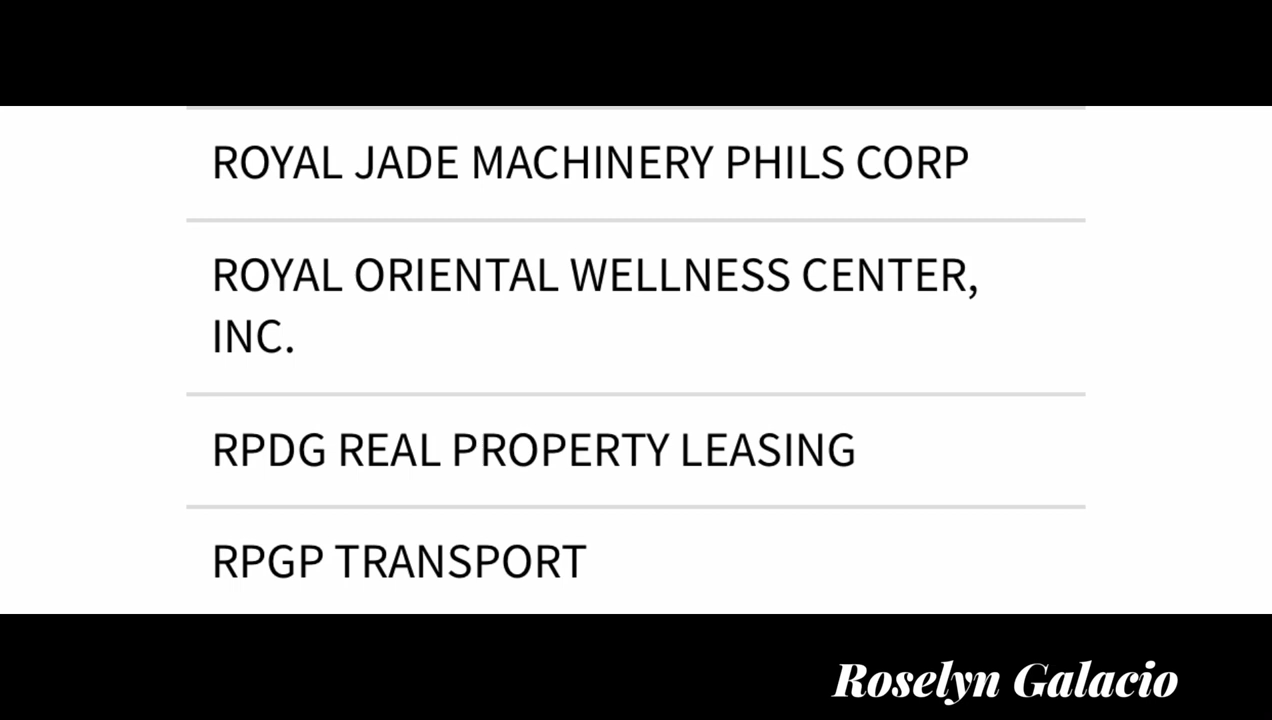 ROYAL JADE MACHINERY PHILS CORP
ROYAL ORIENTAL WELLNESS CENTER,
INC.
RPDG REAL PROPERTY LEASING
RPGP TRANSPORT
Roselyn Galacio